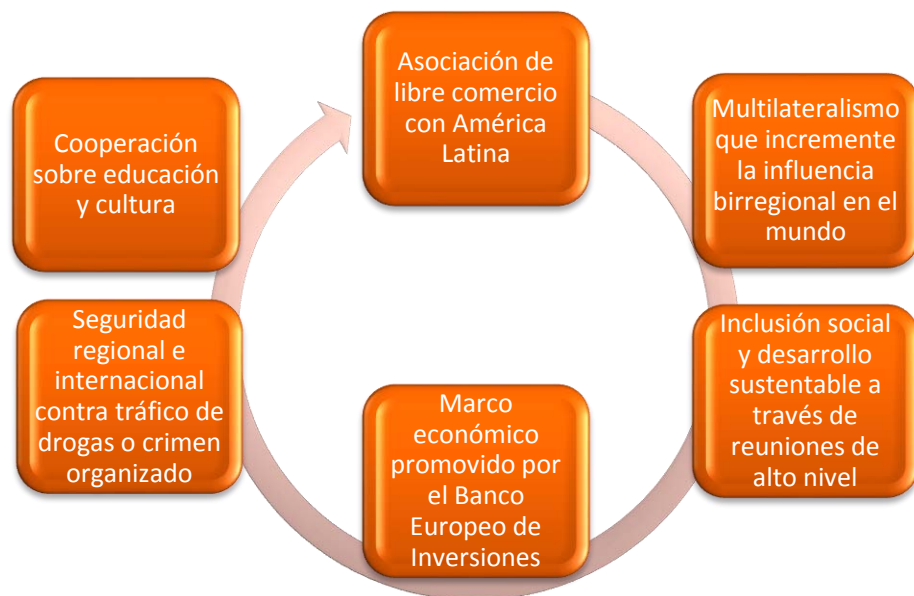 Asociación de
libre comercio
con América
Latina
Multilateralismo
que incremente
la influencia
birregional en el
mundo
Inclusión social
y desarrollo
sustentable a
través de
reuniones de
alto nivel
Marco
económico
promovido por
el Banco
Europeo de
Inversiones
Seguridad
regional e
internacional
contra tráfico de
drogas o crimen
organizado
Cooperación
sobre educación
y cultura